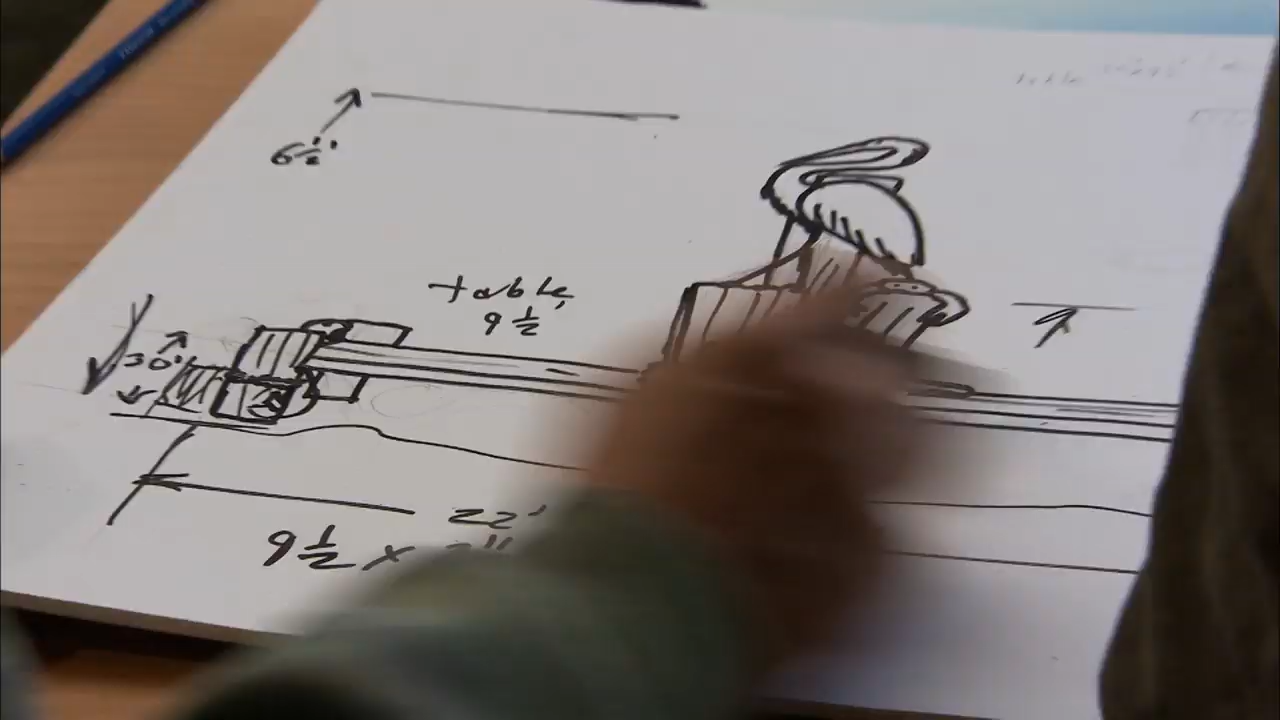 6½'
table,
9½
30'
22'
9½ x